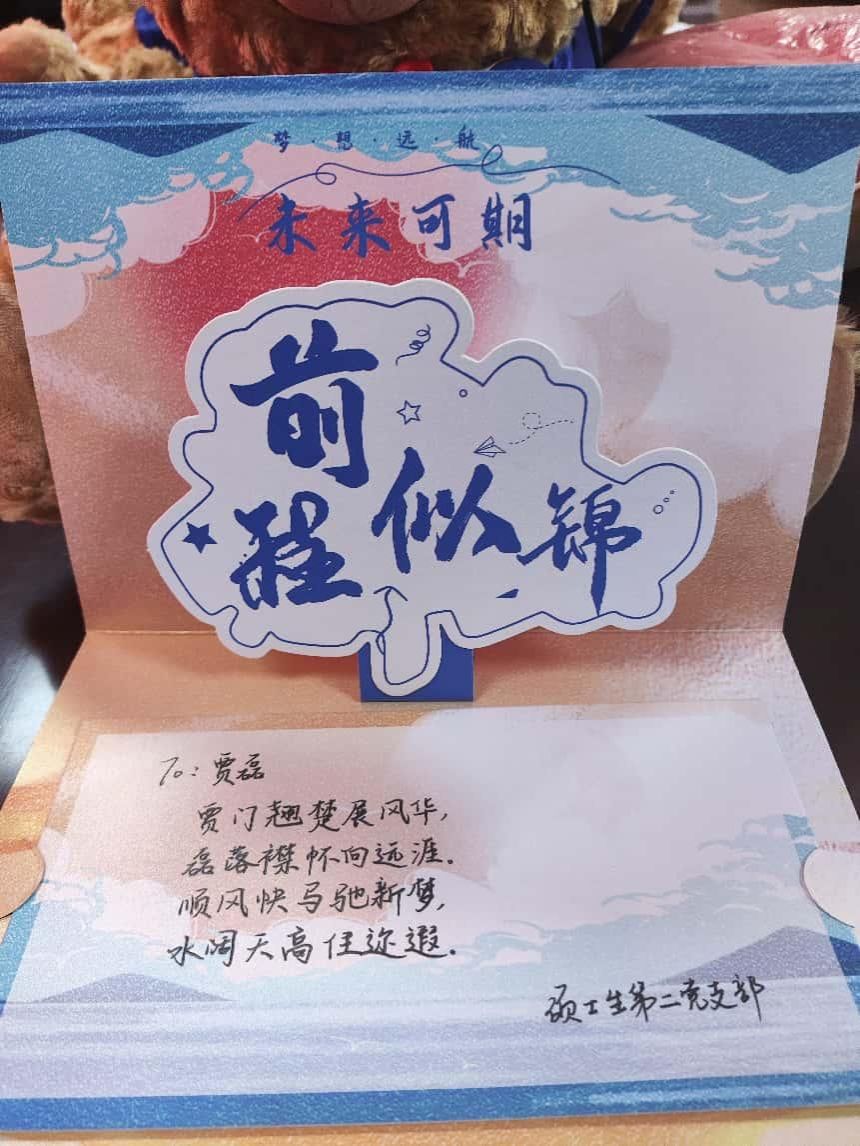 梦·想·远·航
未来可期
前
程似锦
To：贾磊
贾门翘楚展风华，
磊落襟怀向远涯．
顺风快马驰新梦，
水阔天高任迩遐．
硕士生第二党支部